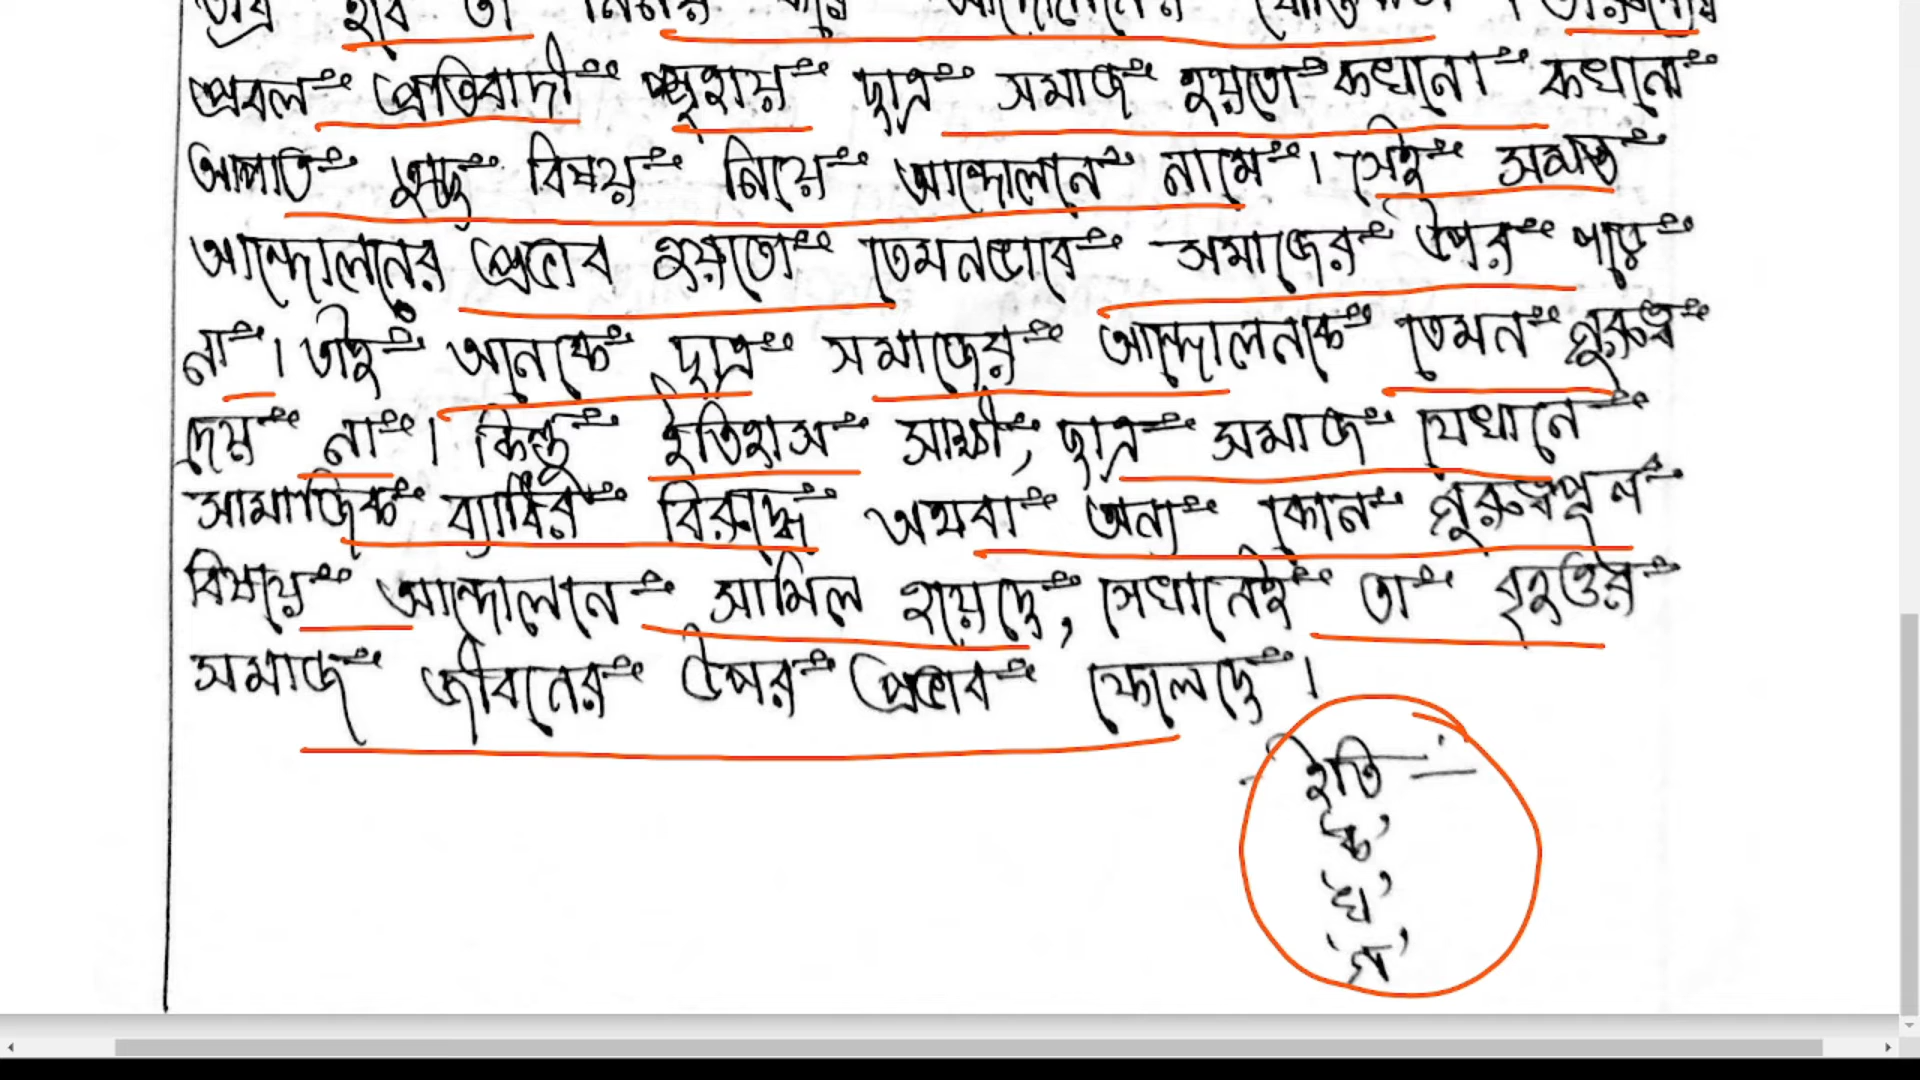 হবে তা
প্রবল প্রতিবাদী স্পৃহায় ছাত্র সমাজ হয়তো কখনো কখনো
আপাত তুচ্ছ বিষয় নিয়ে আন্দোলনে নামে। সেই সমস্ত
আন্দোলনের প্রভাব হয়তো তেমনভাবে সমাজের উপর পড়ে
না। তাই অনেকে ছাত্র সমাজের আন্দোলনকে তেমন গুরুত্ব
দেয় না। কিন্তু ইতিহাস সাক্ষী, ছাত্র সমাজ যেখানে
সামাজিক ব্যাধির বিরুদ্ধে অথবা অন্য কোন গুরুত্বপূর্ন
বিষয়ে আন্দোলনে সামিল হয়েছে, সেখানেই তা বৃহত্তর
সমাজ জীবনের উপর প্রভাব ফেলেছে।
ইতি
'ক'
'খ'
'গ'